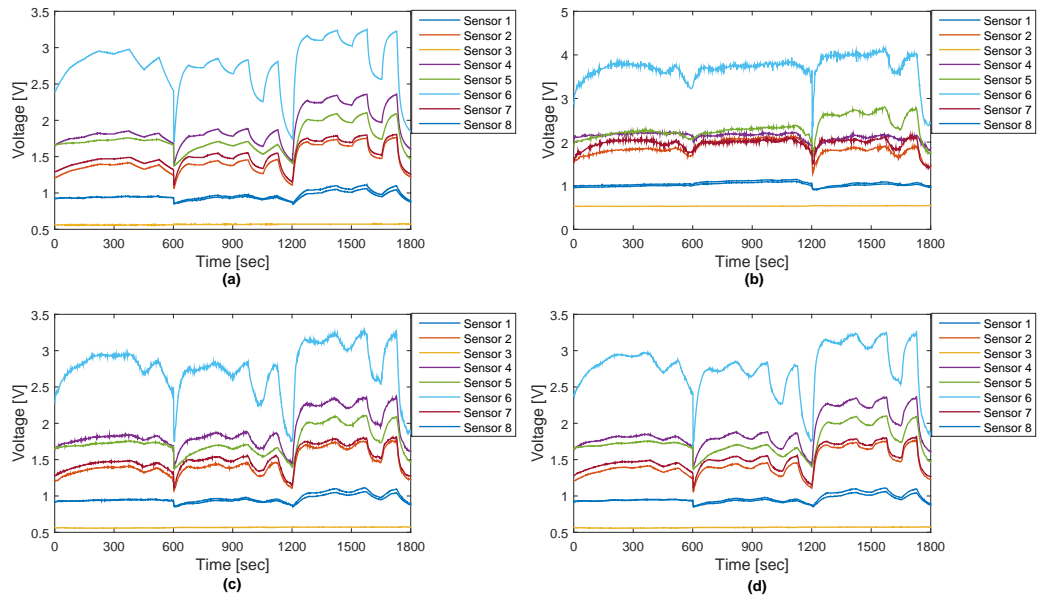 3.5
3
2.5
2
1.5
1
0.5
Voltage [V]
0 300 600 900 1200 1500 1800
Time [sec]
(a)
Sensor 1
Sensor 2
Sensor 3
Sensor 4
Sensor 5
Sensor 6
Sensor 7
Sensor 8
5
4
3
2
1
0
Voltage [V]
0 300 600 900 1200 1500 1800
Time [sec]
(b)
Sensor 1
Sensor 2
Sensor 3
Sensor 4
Sensor 5
Sensor 6
Sensor 7
Sensor 8
3.5
3
2.5
2
1.5
1
0.5
Voltage [V]
0 300 600 900 1200 1500 1800
Time [sec]
(c)
Sensor 1
Sensor 2
Sensor 3
Sensor 4
Sensor 5
Sensor 6
Sensor 7
Sensor 8
3.5
3
2.5
2
1.5
1
0.5
Voltage [V]
0 300 600 900 1200 1500 1800
Time [sec]
(d)
Sensor 1
Sensor 2
Sensor 3
Sensor 4
Sensor 5
Sensor 6
Sensor 7
Sensor 8